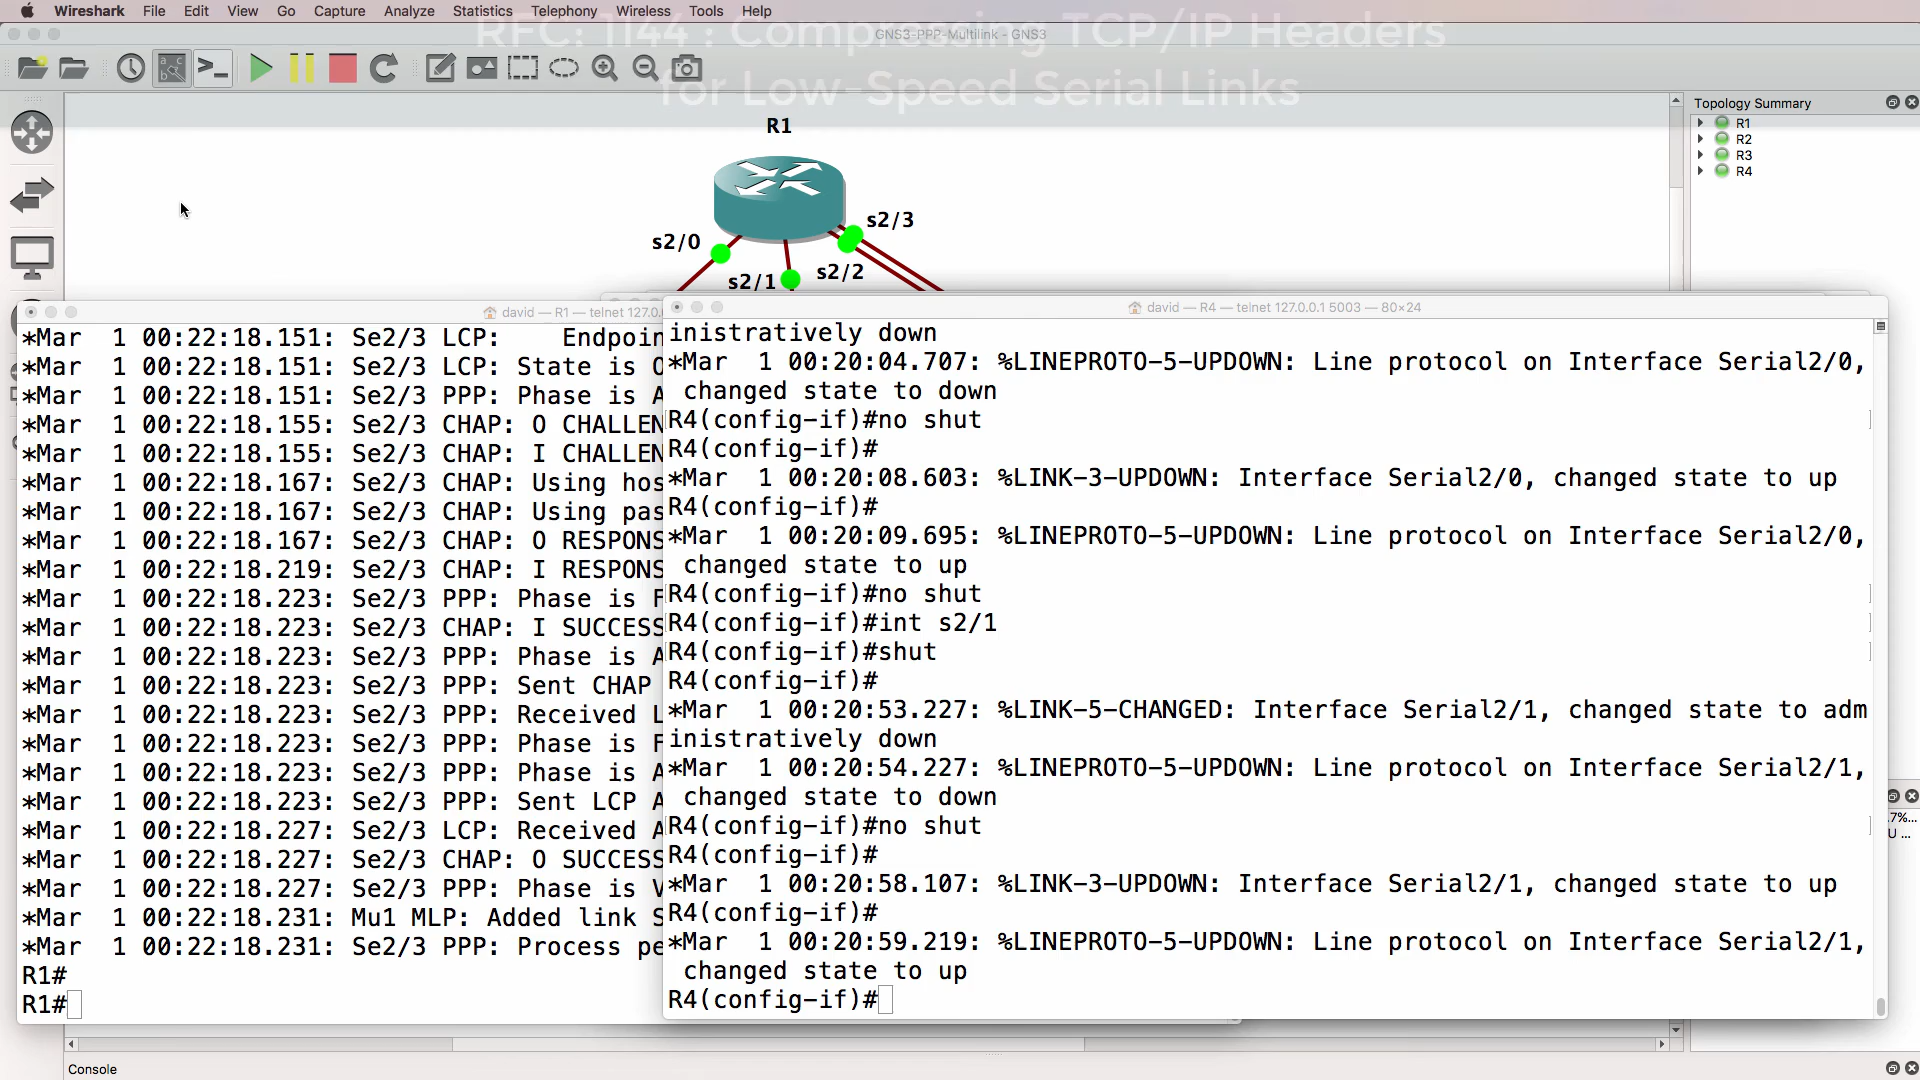 Wireshark File Edit View Go Capture Analyze Statistics Telephony Wireless Tools Help
RFC: 1144 : Compressing TCP/IP Headers
for Low-Speed Serial Links
GNS3-PPP-Multilink - GNS3
Topology Summary
R1
R2
R3
R4
R1
s2/0
s2/1
s2/2
s2/3
david — R1 — telnet 127.0.
*Mar  1 00:22:18.151: Se2/3 LCP:    Endpoin
*Mar  1 00:22:18.151: Se2/3 LCP: State is O
*Mar  1 00:22:18.151: Se2/3 PPP: Phase is A
*Mar  1 00:22:18.155: Se2/3 CHAP: O CHALLEN
*Mar  1 00:22:18.155: Se2/3 CHAP: I CHALLEN
*Mar  1 00:22:18.167: Se2/3 CHAP: Using hos
*Mar  1 00:22:18.167: Se2/3 CHAP: Using pas
*Mar  1 00:22:18.167: Se2/3 CHAP: O RESPONS
*Mar  1 00:22:18.219: Se2/3 CHAP: I RESPONS
*Mar  1 00:22:18.223: Se2/3 PPP: Phase is F
*Mar  1 00:22:18.223: Se2/3 CHAP: I SUCCESS
*Mar  1 00:22:18.223: Se2/3 PPP: Phase is A
*Mar  1 00:22:18.223: Se2/3 PPP: Sent CHAP
*Mar  1 00:22:18.223: Se2/3 PPP: Received L
*Mar  1 00:22:18.223: Se2/3 PPP: Phase is F
*Mar  1 00:22:18.223: Se2/3 PPP: Phase is A
*Mar  1 00:22:18.223: Se2/3 PPP: Sent LCP A
*Mar  1 00:22:18.227: Se2/3 LCP: Received A
*Mar  1 00:22:18.227: Se2/3 CHAP: O SUCCESS
*Mar  1 00:22:18.227: Se2/3 PPP: Phase is V
*Mar  1 00:22:18.231: Mu1 MLP: Added link S
*Mar  1 00:22:18.231: Se2/3 PPP: Process pe
R1#
R1#
david — R4 — telnet 127.0.0.1 5003 — 80×24
inistratively down
*Mar  1 00:20:04.707: %LINEPROTO-5-UPDOWN: Line protocol on Interface Serial2/0,
 changed state to down
R4(config-if)#no shut
R4(config-if)#
*Mar  1 00:20:08.603: %LINK-3-UPDOWN: Interface Serial2/0, changed state to up
R4(config-if)#
*Mar  1 00:20:09.695: %LINEPROTO-5-UPDOWN: Line protocol on Interface Serial2/0,
 changed state to up
R4(config-if)#no shut
R4(config-if)#int s2/1
R4(config-if)#shut
R4(config-if)#
*Mar  1 00:20:53.227: %LINK-5-CHANGED: Interface Serial2/1, changed state to adm
inistratively down
*Mar  1 00:20:54.227: %LINEPROTO-5-UPDOWN: Line protocol on Interface Serial2/1,
 changed state to down
R4(config-if)#no shut
R4(config-if)#
*Mar  1 00:20:58.107: %LINK-3-UPDOWN: Interface Serial2/1, changed state to up
R4(config-if)#
*Mar  1 00:20:59.219: %LINEPROTO-5-UPDOWN: Line protocol on Interface Serial2/1,
 changed state to up
R4(config-if)#
.7%...
U ...
Console